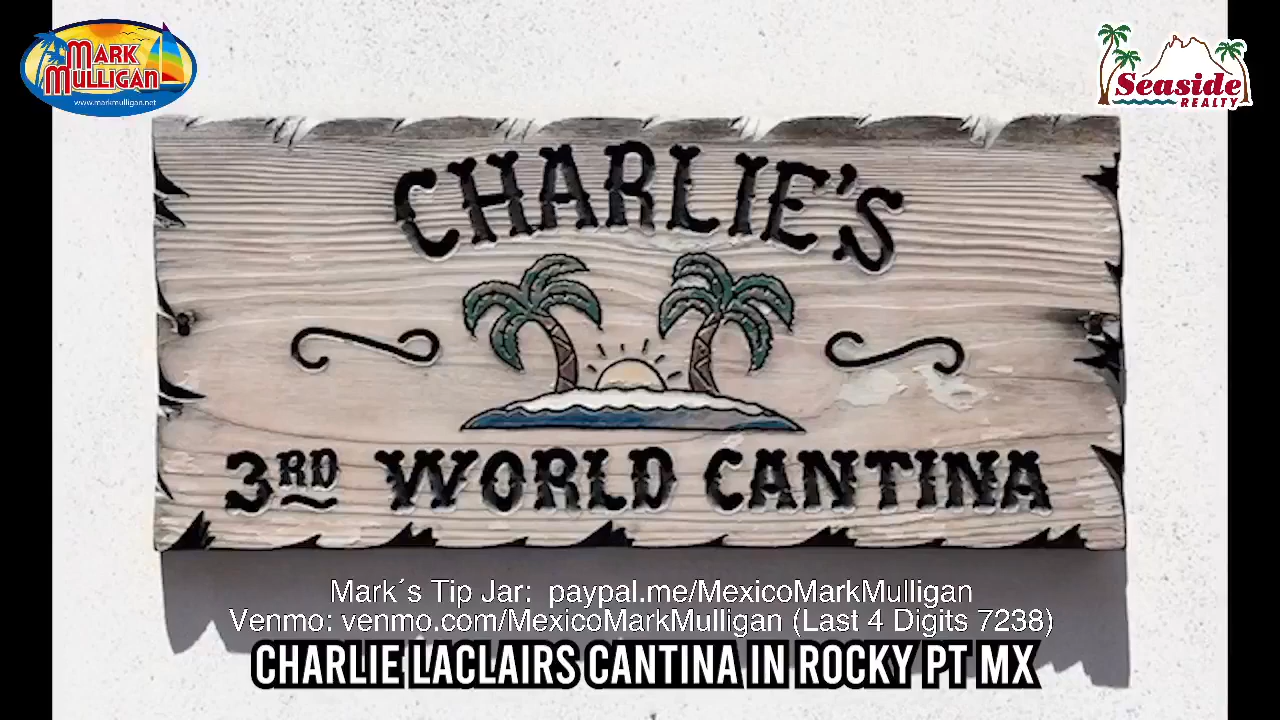 MARK
MULLIGAN
www.markmulligan.net
Seaside
REALTY
CHARLIE'S
3RD WORLD CANTINA
Mark´s Tip Jar: paypal.me/MexicoMarkMulligan
Venmo: venmo.com/MexicoMarkMulligan (Last 4 Digits 7238)
CHARLIE LACLAIRS CANTINA IN ROCKY PT MX